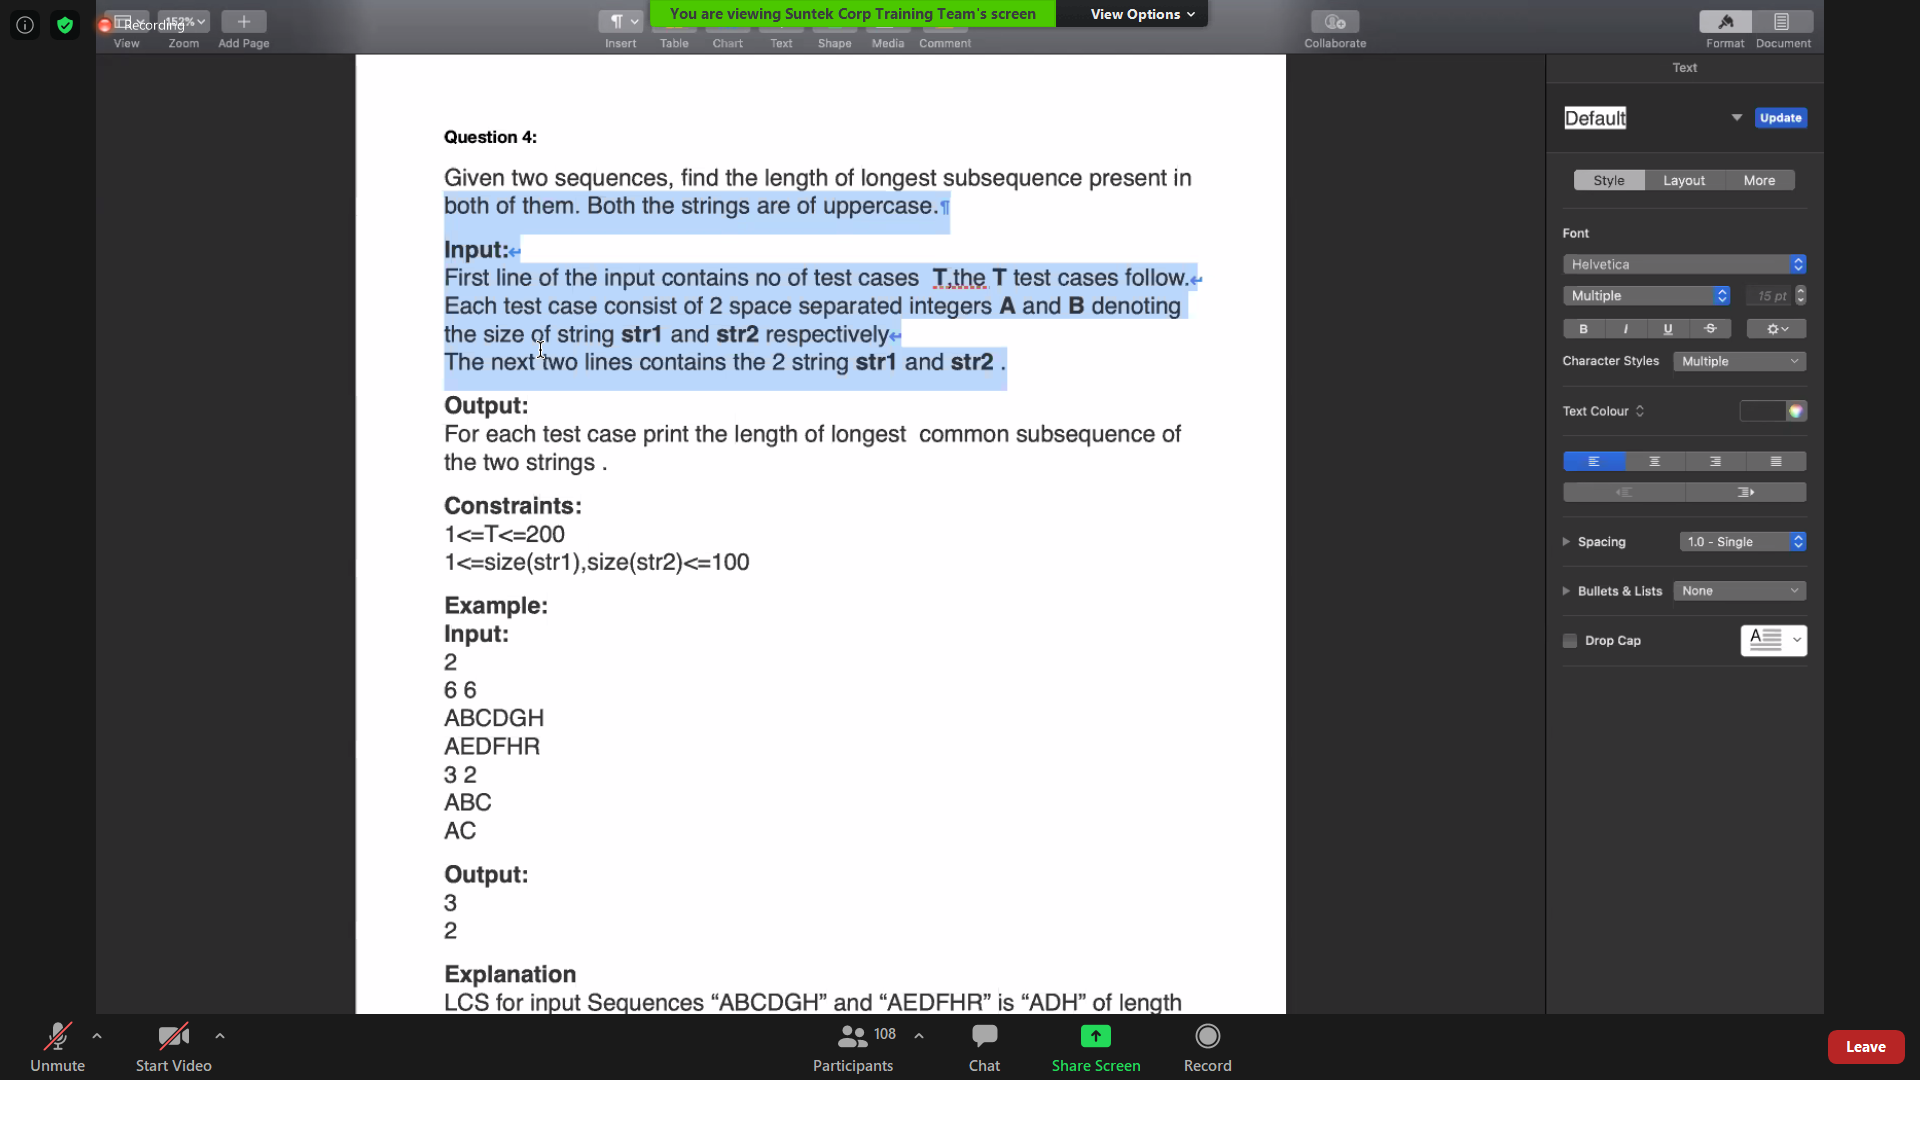 You are viewing Suntek Corp Training Team's screen
View Options
Recording
152%
View
Zoom
Add Page
Insert
Table
Chart
Text
Shape
Media
Comment
Collaborate
Format
Document
Question 4:
Given two sequences, find the length of longest subsequence present in
both of them. Both the strings are of uppercase.¶
Input:↵
First line of the input contains no of test cases  T,the T test cases follow.↵
Each test case consist of 2 space separated integers A and B denoting
the size of string str1 and str2 respectively↵
The next two lines contains the 2 string str1 and str2 .
Output:
For each test case print the length of longest  common subsequence of
the two strings .
Constraints:
1<=T<=200
1<=size(str1),size(str2)<=100
Example:
Input:
2
6 6
ABCDGH
AEDFHR
3 2
ABC
AC
Output:
3
2
Explanation
LCS for input Sequences “ABCDGH” and “AEDFHR” is “ADH” of length
Text
Default
Update
Style
Layout
More
Font
Helvetica
Multiple
15 pt
B I U S
Character Styles
Multiple
Text Colour
Spacing
1.0 - Single
Bullets & Lists
None
Drop Cap
A
Unmute
Start Video
108
Participants
Chat
Share Screen
Record
Leave